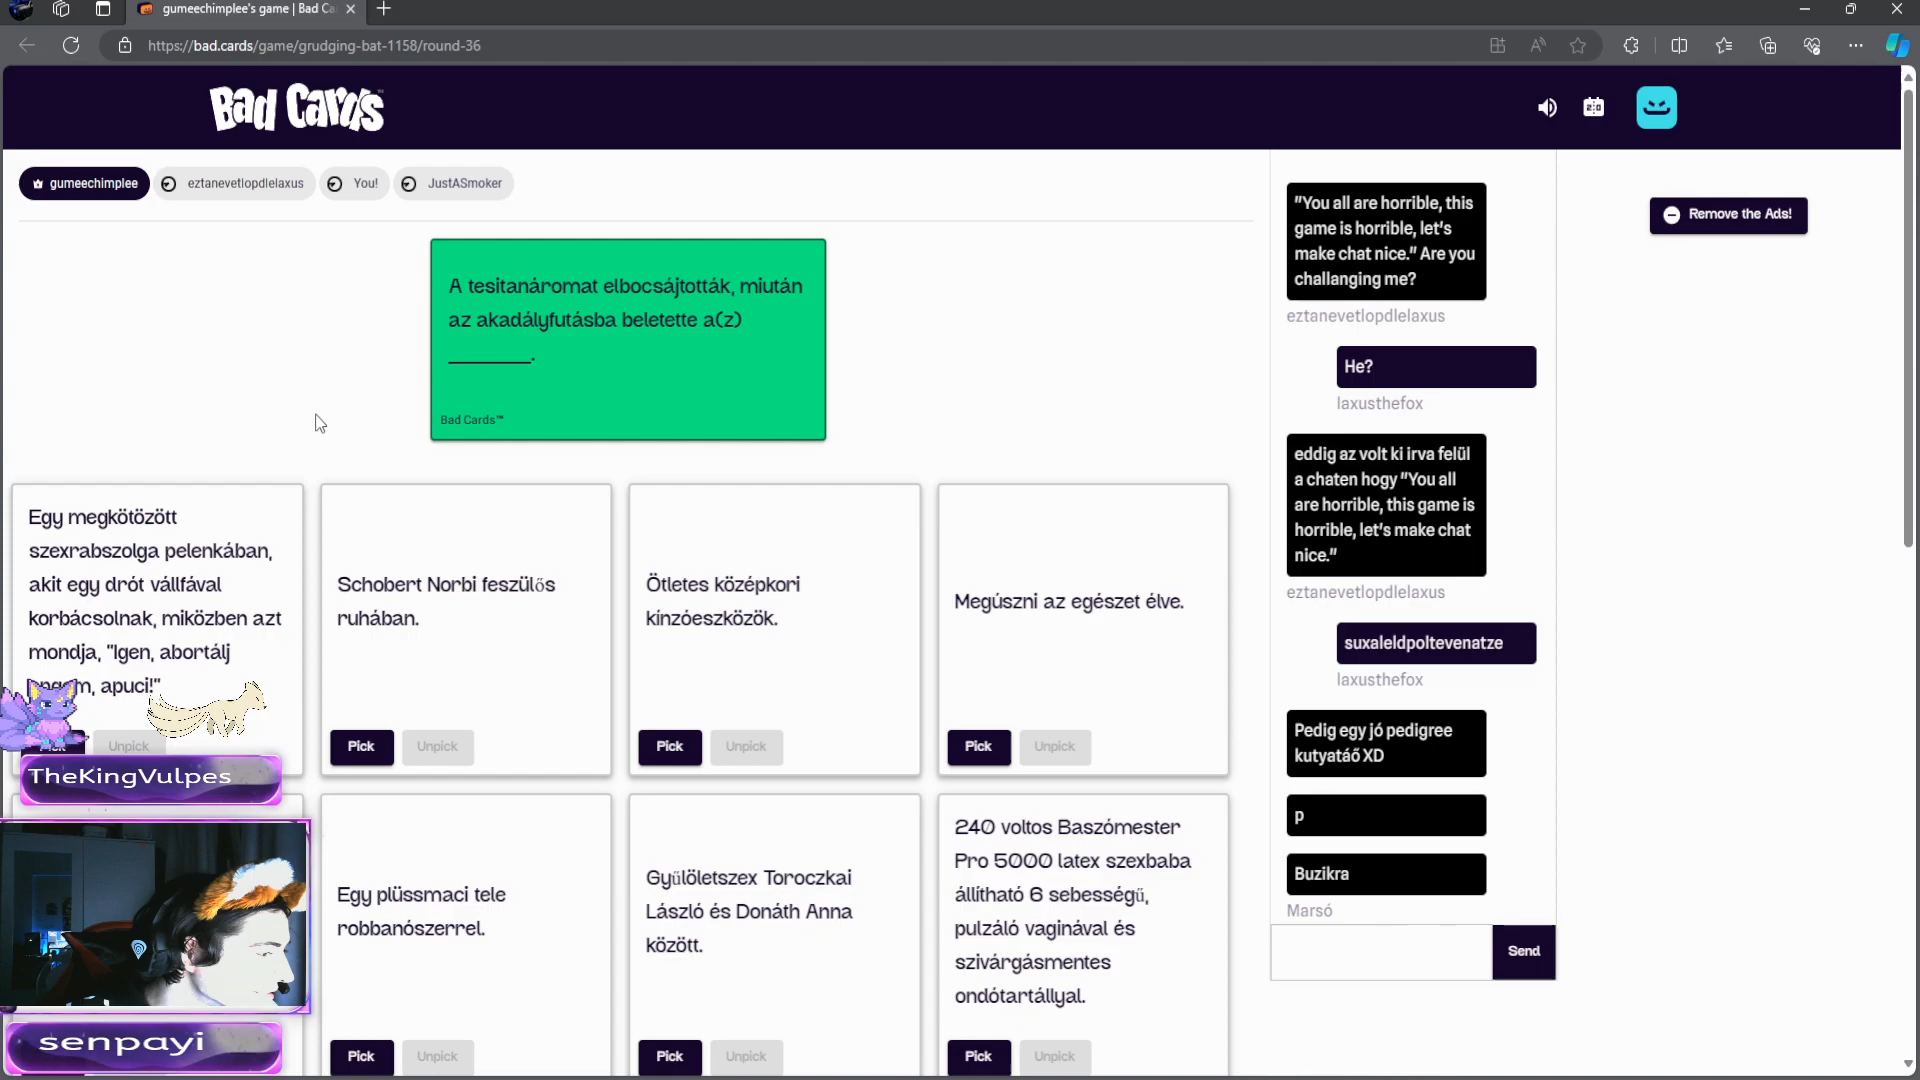 gumeechimplee's game | Bad Ca
https://bad.cards/game/grudging-bat-1158/round-36
Bad Cards
gumeechimplee
eztanevetlopdlelaxus
You!
JustASmoker
A tesitanáromat elbocsájtották, miután
az akadályfutásba beletette a(z)
________.
Bad Cards™
Egy megkötözött
szexrabszolga pelenkában,
akit egy drót vállfával
korbácsolnak, miközben azt
mondja, "Igen, abortálj
apuci!"
Unpick
Schobert Norbi feszülős
ruhában.
Pick
Unpick
Ötletes középkori
kínzóeszközök.
Pick
Unpick
Megúszni az egészet élve.
Pick
Unpick
TheKingVulpes
senpayi
Egy plüssmaci tele
robbanószerrel.
Pick
Unpick
Gyűlöletszex Toroczkai
László és Donáth Anna
között.
Pick
Unpick
240 voltos Baszómester
Pro 5000 latex szexbaba
állítható 6 sebességű,
pulzáló vaginával és
szivárgásmentes
ondótartállyal.
Pick
Unpick
"You all are horrible, this
game is horrible, let's
make chat nice." Are you
challanging me?
eztanevetlopdlelaxus
He?
laxusthefox
eddig az volt ki irva felül
a chaten hogy "You all
are horrible, this game is
horrible, let's make chat
nice."
eztanevetlopdlelaxus
suxaleldpoltevenatze
laxusthefox
Pedig egy jó pedigree
kutyatáő XD
p
Buzikra
Marsó
Send
Remove the Ads!